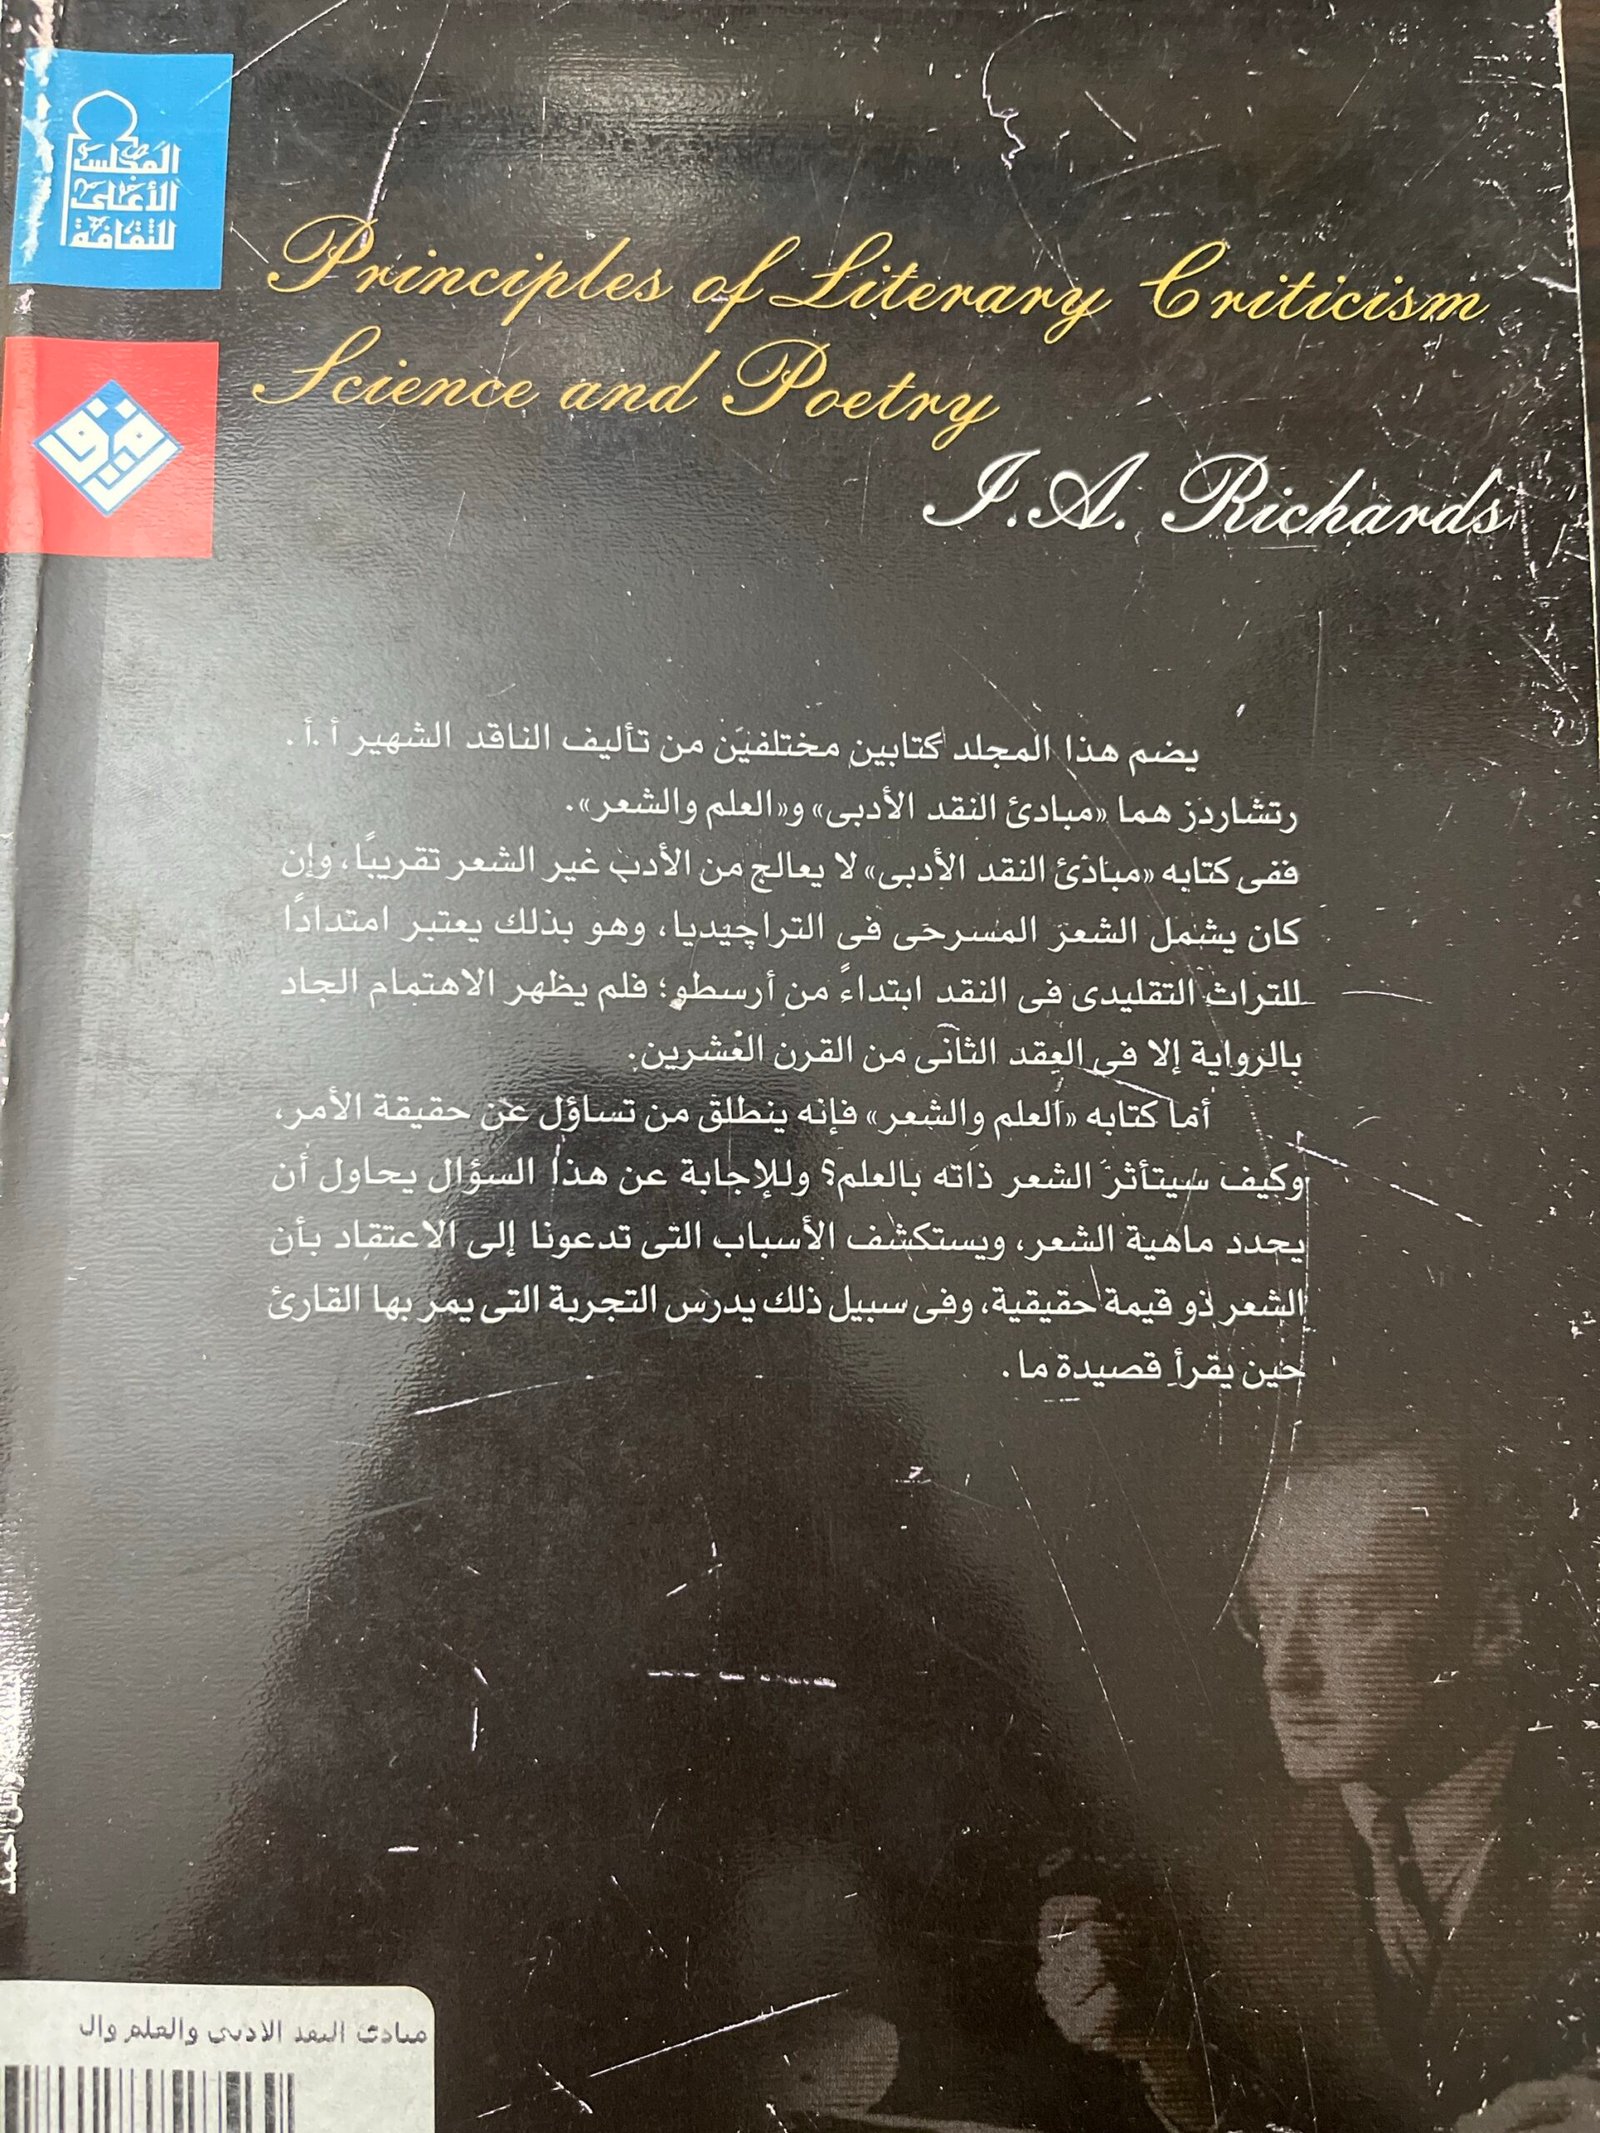 المجلس
الأعلى
للثقافة
Principles of Literary Criticism
Science and Poetry
I.A. Richards
يضم هذا المجلد كتابين مختلفين من تأليف الناقد الشهير أ.أ.
رتشاردز هما «مبادئ النقد الأدبى» و«العلم والشعر».
ففى كتابه «مبادئ النقد الأدبى» لا يعالج من الأدب غير الشعر تقريبًا، وإن
كان يشمل الشعر المسرحى فى التراچيديا، وهو بذلك يعتبر امتدادًا
للتراث التقليدى فى النقد ابتداءً من أرسطو؛ فلم يظهر الاهتمام الجاد
بالرواية إلا فى العقد الثانى من القرن العشرين.
أما كتابه «العلم والشعر» فإنه ينطلق من تساؤل عن حقيقة الأمر،
وكيف سيتأثر الشعر ذاته بالعلم؟ وللإجابة عن هذا السؤال يحاول أن
يحدد ماهية الشعر، ويستكشف الأسباب التى تدعونا إلى الاعتقاد بأن
الشعر ذو قيمة حقيقية، وفى سبيل ذلك يدرس التجربة التى يمر بها القارئ
حين يقرأ قصيدة ما.
مبادئ النقد الادبى والعلم وال